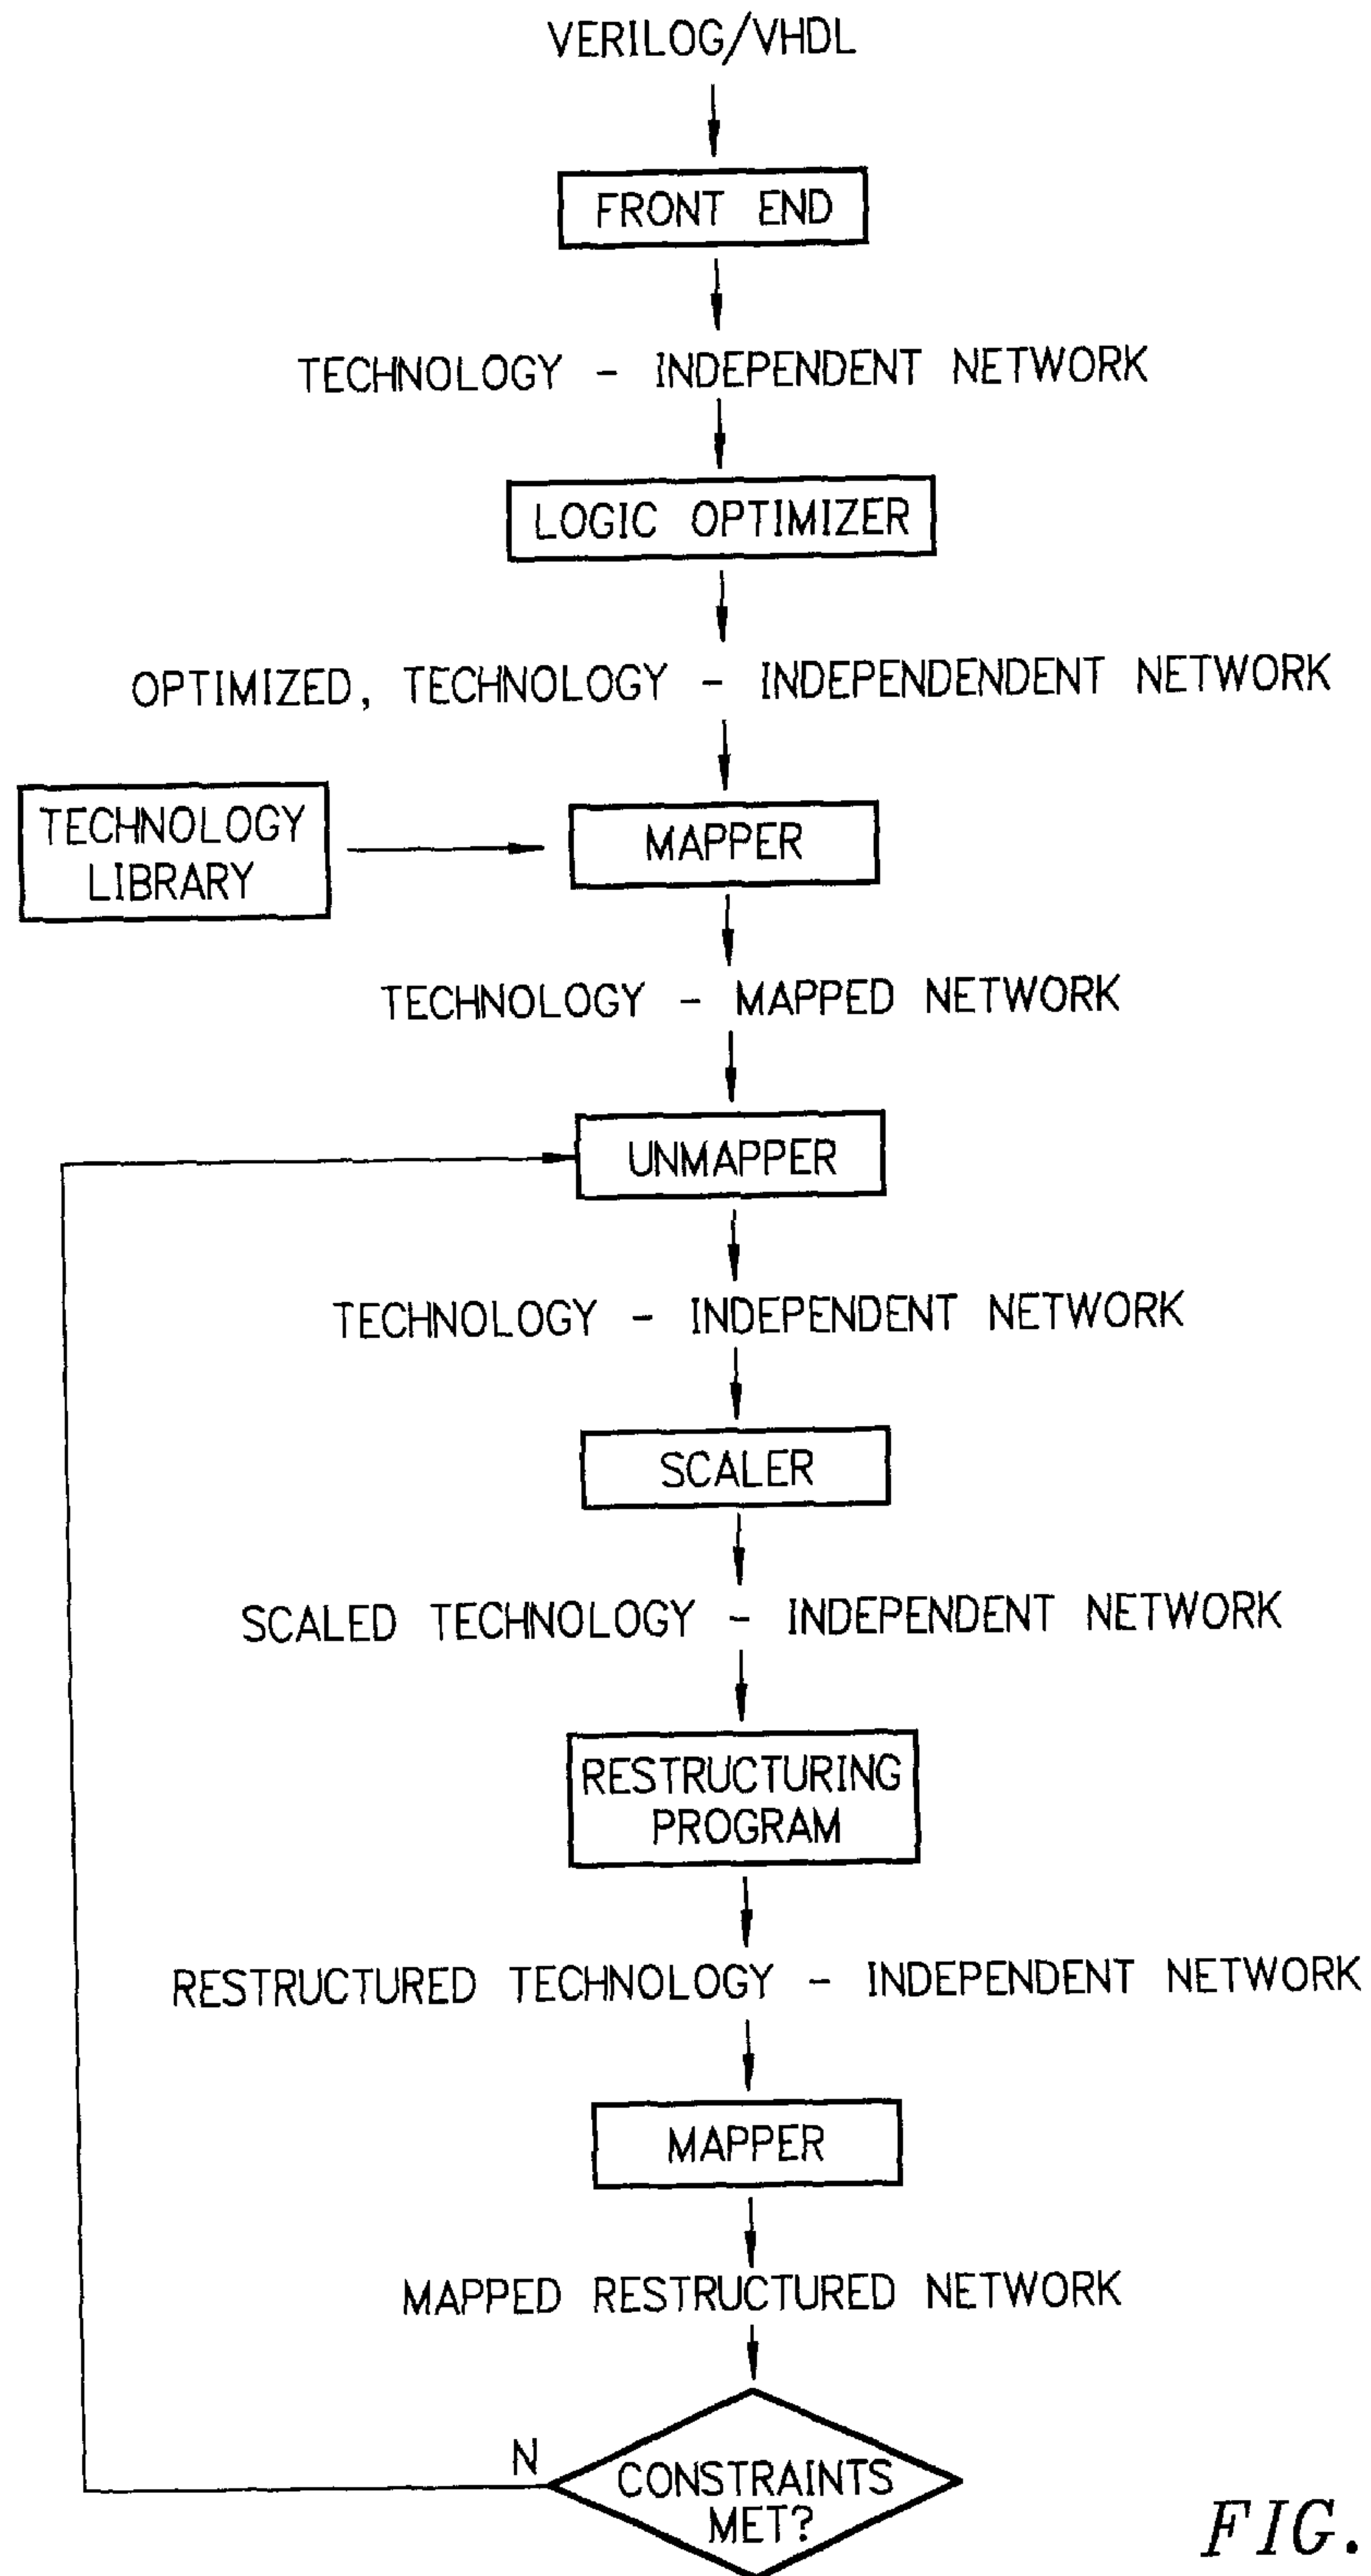 VERILOG/VHDL
FRONT END
TECHNOLOGY - INDEPENDENT NETWORK
LOGIC OPTIMIZER
OPTIMIZED, TECHNOLOGY - INDEPENDENDENT NETWORK
TECHNOLOGY
LIBRARY
MAPPER
TECHNOLOGY - MAPPED NETWORK
UNMAPPER
TECHNOLOGY - INDEPENDENT NETWORK
SCALER
SCALED TECHNOLOGY - INDEPENDENT NETWORK
RESTRUCTURING
PROGRAM
RESTRUCTURED TECHNOLOGY - INDEPENDENT NETWORK
MAPPER
MAPPED RESTRUCTURED NETWORK
N
CONSTRAINTS
MET?
FIG.